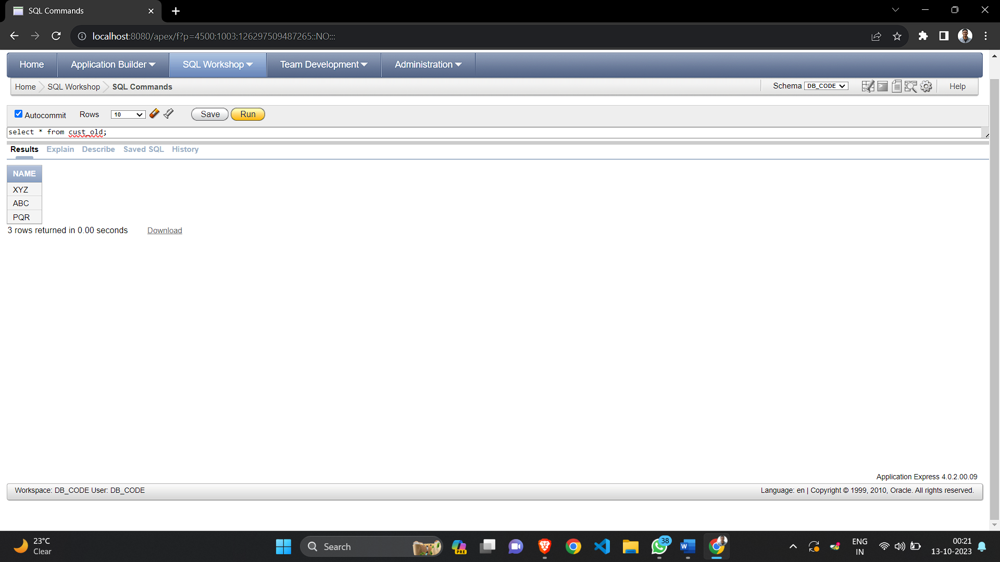 SQL Commands
localhost:8080/apex/f?p=4500:1003:126297509487265::NO:::
Home Application Builder SQL Workshop Team Development Administration
Home SQL Workshop SQL Commands Schema DB_CODE Help
Autocommit Rows 10 Save Run
select * from cust_old;
Results Explain Describe Saved SQL History
NAME
XYZ
ABC
PQR
3 rows returned in 0.00 seconds Download
Application Express 4.0.2.00.09
Workspace: DB_CODE User: DB_CODE Language: en | Copyright © 1999, 2010, Oracle. All rights reserved.
23°C
Clear
Search
PRE
38
ENG
IN
00:21
13-10-2023